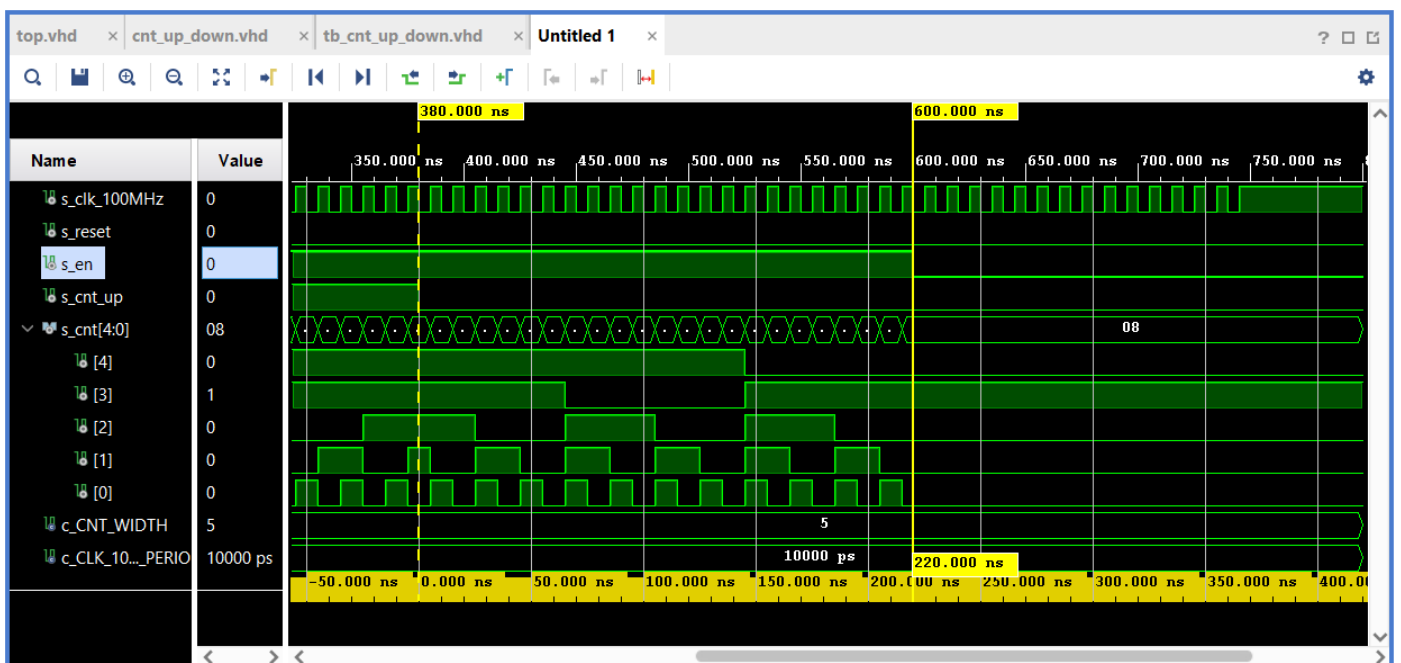 top.vhd × cnt_up_down.vhd × tb_cnt_up_down.vhd × Untitled 1 × ?
380.000 ns 600.000 ns
Name Value 350.000 ns 400.000 ns 450.000 ns 500.000 ns 550.000 ns 600.000 ns 650.000 ns 700.000 ns 750.000 ns
s_clk_100MHz 0
s_reset 0
s_en 0
s_cnt_up 0
s_cnt[4:0] 08 08
[4] 0
[3] 1
[2] 0
[1] 0
[0] 0
c_CNT_WIDTH 5 5
c_CLK_10..._PERIO 10000 ps 10000 ps
220.000 ns
-50.000 ns 0.000 ns 50.000 ns 100.000 ns 150.000 ns 200.000 ns 250.000 ns 300.000 ns 350.000 ns 400.00